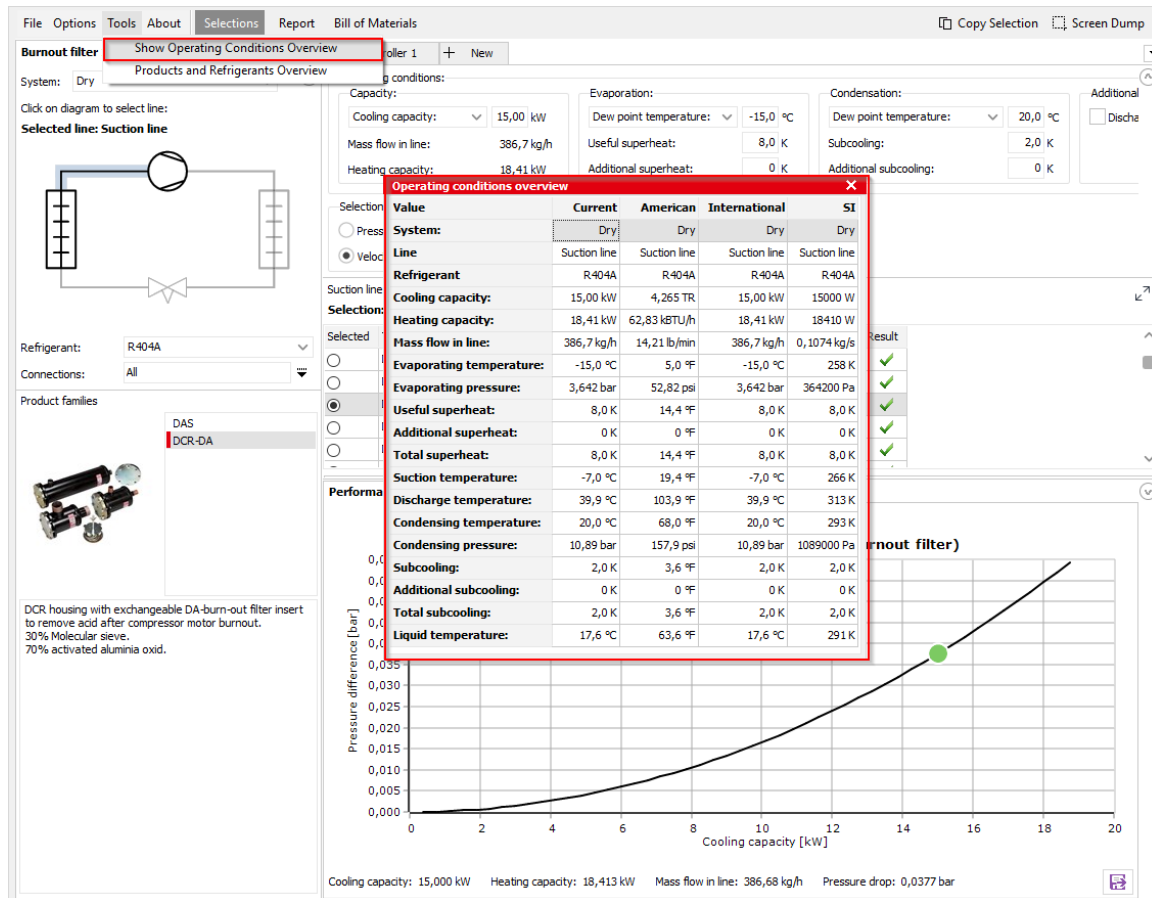 File Options Tools About Selections Report Bill of Materials Copy Selection Screen Dump
Show Operating Conditions Overview
Products and Refrigerants Overview
Burnout filter
System: Dry
Click on diagram to select line:
Selected line: Suction line
Refrigerant: R404A
Connections: All
Product families
DAS
DCR-DA
DCR housing with exchangeable DA-burn-out filter insert
to remove acid after compressor motor burnout.
30% Molecular sieve.
70% activated aluminia oxid.
oller 1 + New
g conditions:
Capacity:
Cooling capacity: 15,00 kW
Mass flow in line: 386,7 kg/h
Heating capacity: 18,41 kW
Evaporation:
Dew point temperature: -15,0 °C
Useful superheat: 8,0 K
Additional superheat: 0 K
Condensation:
Dew point temperature: 20,0 °C
Subcooling: 2,0 K
Additional subcooling: 0 K
Additional
Discha
Selection
Press
Veloc
Suction line
Selection:
Selected
Result
Operating conditions overview
Value Current American International SI
System: Dry Dry Dry Dry
Line Suction line Suction line Suction line Suction line
Refrigerant R404A R404A R404A R404A
Cooling capacity: 15,00 kW 4,265 TR 15,00 kW 15000 W
Heating capacity: 18,41 kW 62,83 kBTU/h 18,41 kW 18410 W
Mass flow in line: 386,7 kg/h 14,21 lb/min 386,7 kg/h 0,1074 kg/s
Evaporating temperature: -15,0 °C 5,0 °F -15,0 °C 258 K
Evaporating pressure: 3,642 bar 52,82 psi 3,642 bar 364200 Pa
Useful superheat: 8,0 K 14,4 °F 8,0 K 8,0 K
Additional superheat: 0 K 0 °F 0 K 0 K
Total superheat: 8,0 K 14,4 °F 8,0 K 8,0 K
Suction temperature: -7,0 °C 19,4 °F -7,0 °C 266 K
Discharge temperature: 39,9 °C 103,9 °F 39,9 °C 313 K
Condensing temperature: 20,0 °C 68,0 °F 20,0 °C 293 K
Condensing pressure: 10,89 bar 157,9 psi 10,89 bar 1089000 Pa
Subcooling: 2,0 K 3,6 °F 2,0 K 2,0 K
Additional subcooling: 0 K 0 °F 0 K 0 K
Total subcooling: 2,0 K 3,6 °F 2,0 K 2,0 K
Liquid temperature: 17,6 °C 63,6 °F 17,6 °C 291 K
Performa
rnout filter)
Pressure difference [bar]
0,035
0,030
0,025
0,020
0,015
0,010
0,005
0,000
0 2 4 6 8 10 12 14 16 18 20
Cooling capacity [kW]
Cooling capacity: 15,000 kW Heating capacity: 18,413 kW Mass flow in line: 386,68 kg/h Pressure drop: 0,0377 bar